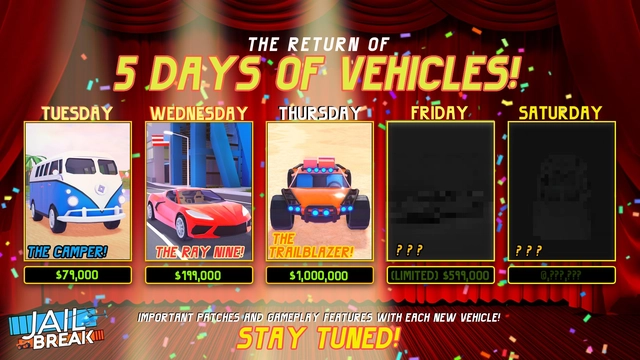 THE RETURN OF
5 DAYS OF VEHICLES!
TUESDAY
WEDNESDAY
THURSDAY
FRIDAY
SATURDAY
THE CAMPER!
THE RAY NINE!
THE
TRAILBLAZER!
? ? ?
? ? ?
$79,000
$199,000
$1,000,000
(LIMITED) $599,000
?,???,???
IMPORTANT PATCHES AND GAMEPLAY FEATURES WITH EACH NEW VEHICLE!
STAY TUNED!
JAIL
BREAK